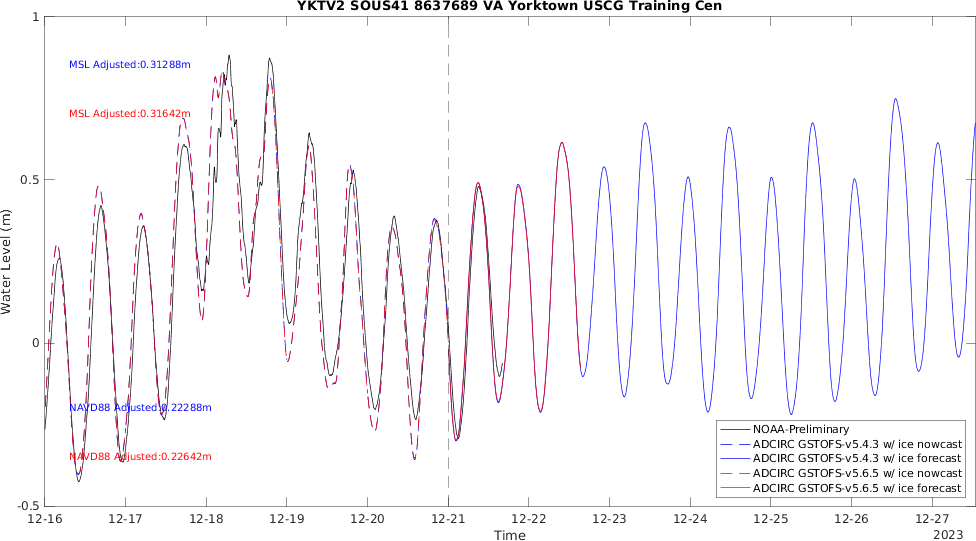 YKTV2 SOUS41 8637689 VA Yorktown USCG Training Cen
1
MSL Adjusted:0.31288m
MSL Adjusted:0.31642m
0.5
Water Level (m)
0
NAVD88 Adjusted:0.22288m
NAVD88 Adjusted:0.22642m
-0.5
NOAA-Preliminary
ADCIRC GSTOFS-v5.4.3 w/ ice nowcast
ADCIRC GSTOFS-v5.4.3 w/ ice forecast
ADCIRC GSTOFS-v5.6.5 w/ ice nowcast
ADCIRC GSTOFS-v5.6.5 w/ ice forecast
12-16 12-17 12-18 12-19 12-20 12-21 12-22 12-23 12-24 12-25 12-26 12-27
Time
2023